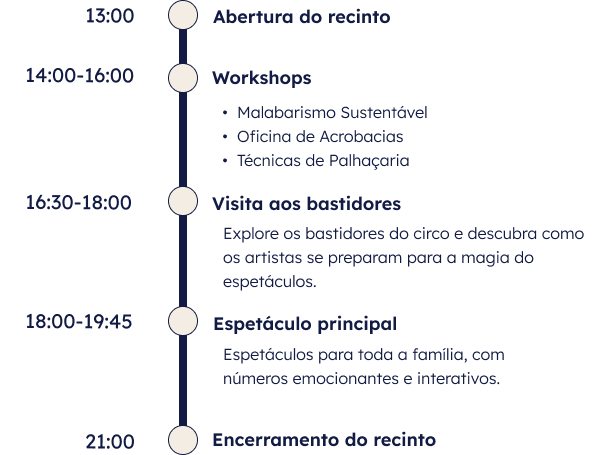 13:00 Abertura do recinto
14:00-16:00 Workshops
• Malabarismo Sustentável
• Oficina de Acrobacias
• Técnicas de Palhaçaria
16:30-18:00 Visita aos bastidores
Explore os bastidores do circo e descubra como
os artistas se preparam para a magia do
espetáculos.
18:00-19:45 Espetáculo principal
Espetáculos para toda a família, com
números emocionantes e interativos.
21:00 Encerramento do recinto